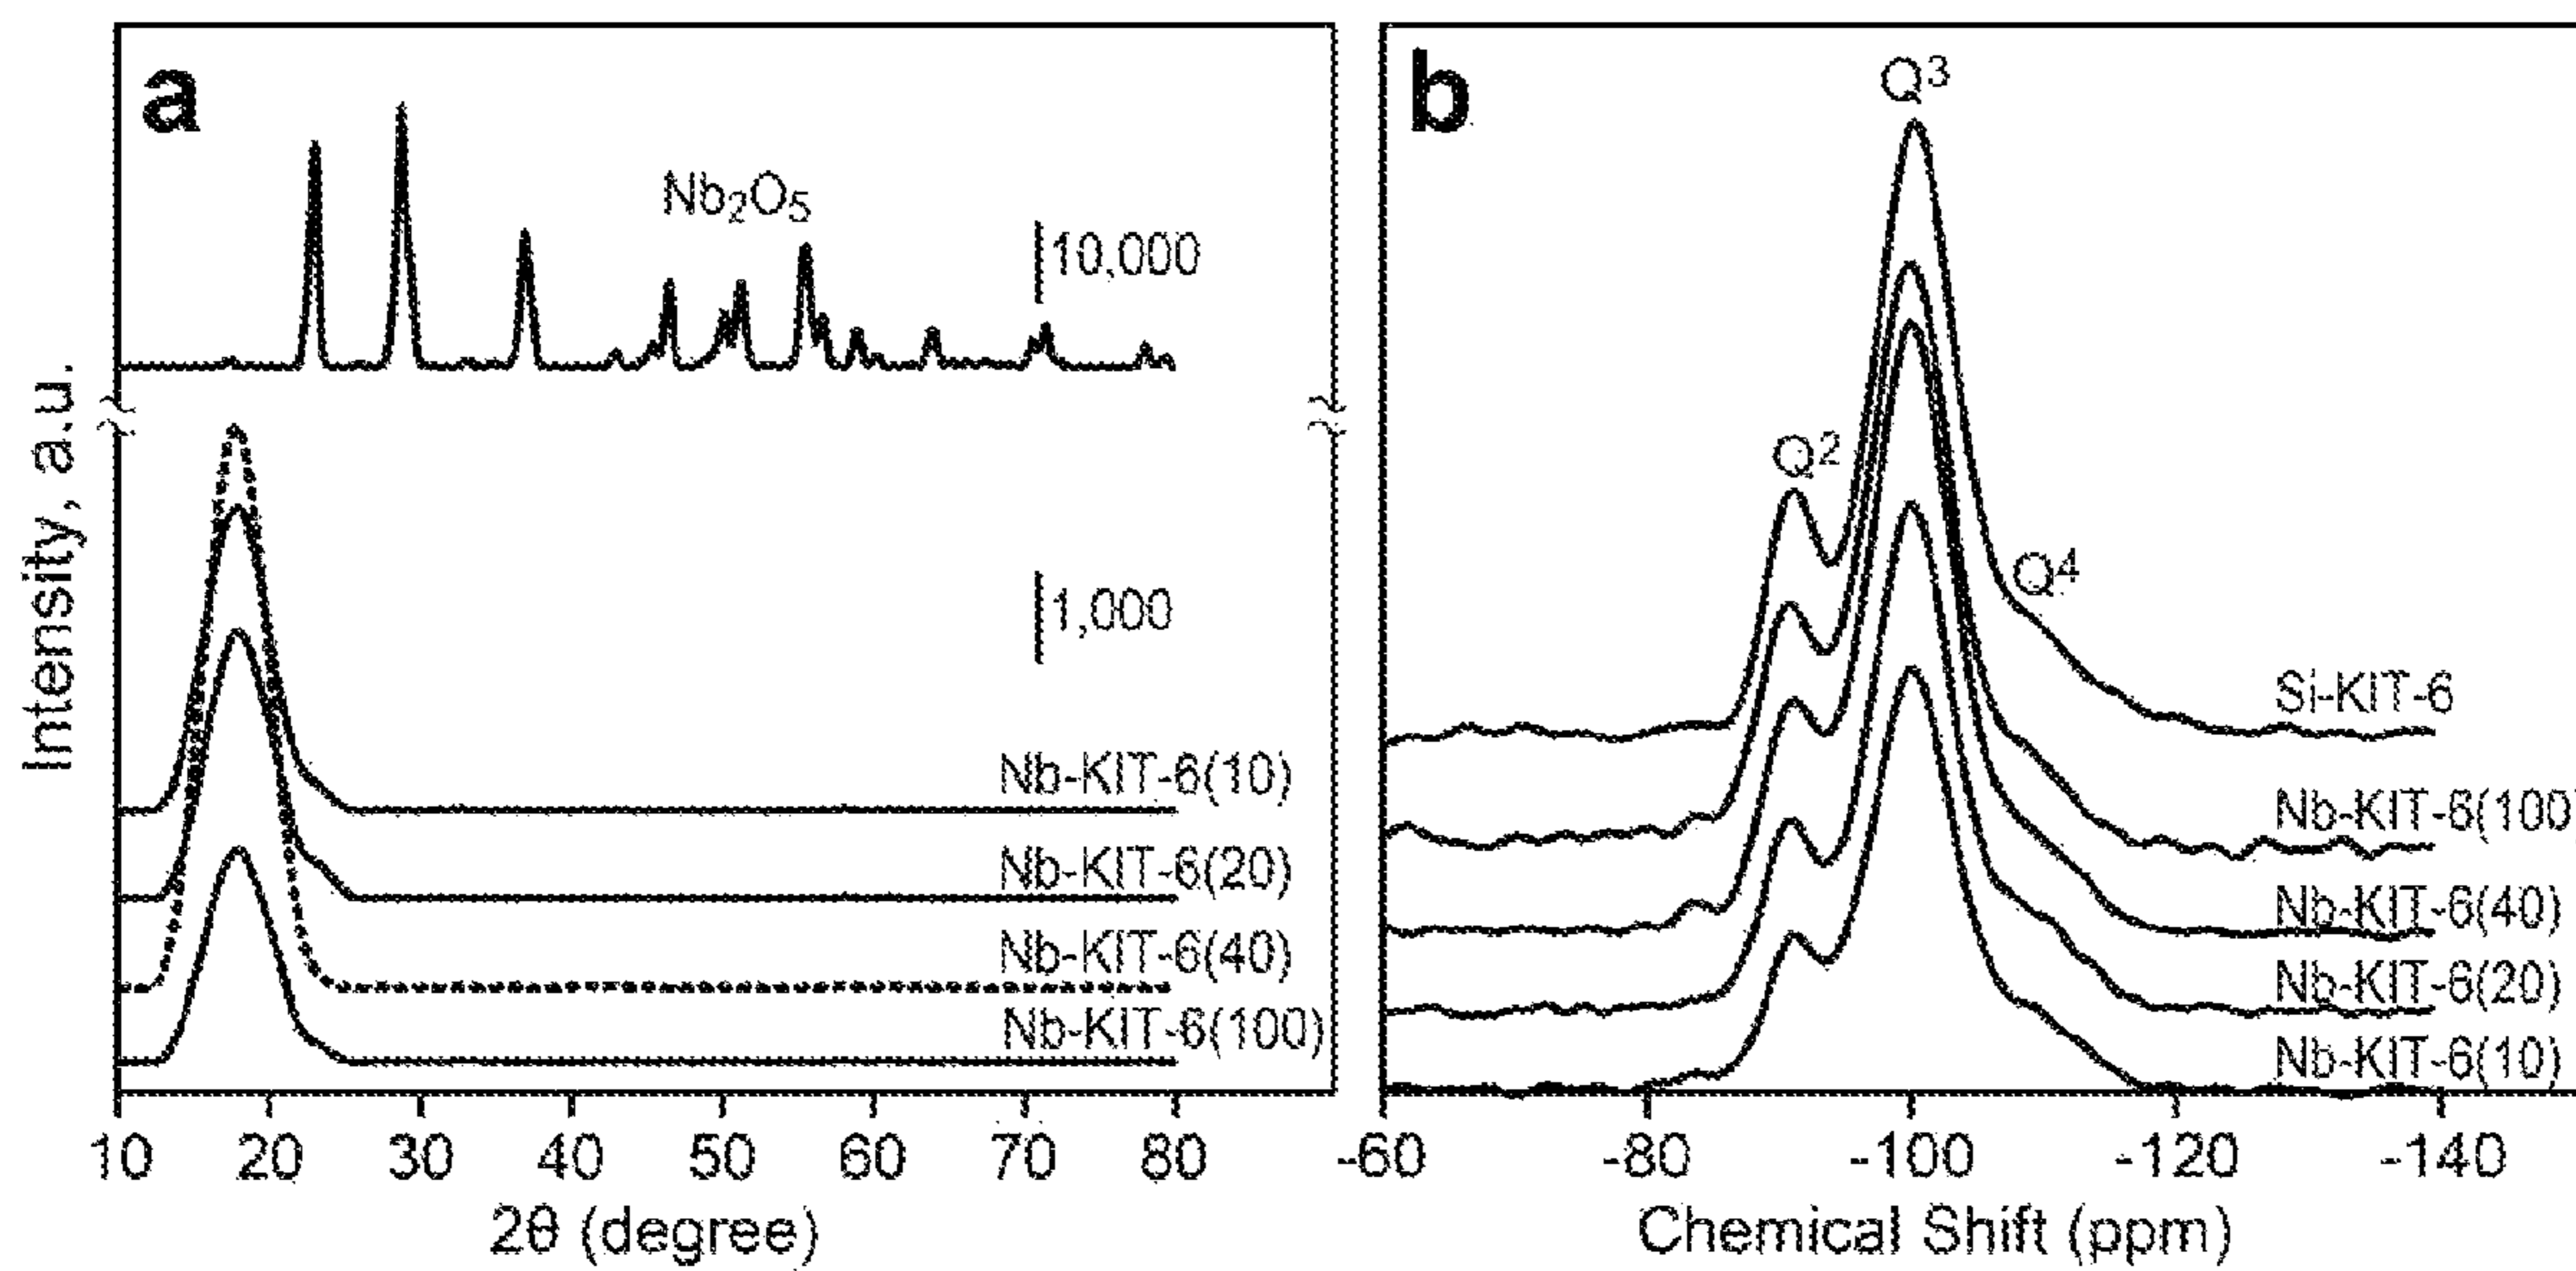 a
Nb₂O₅
10,000
1,000
Nb-KIT-6(10)
Nb-KIT-6(20)
Nb-KIT-6(40)
Nb-KIT-6(100)
Intensity, a.u.
10 20 30 40 50 60 70 80
2θ (degree)
b
Q³
Q²
Q⁴
Si-KIT-6
Nb-KIT-6(100)
Nb-KIT-6(40)
Nb-KIT-6(20)
Nb-KIT-6(10)
-60 -80 -100 -120 -140
Chemical Shift (ppm)